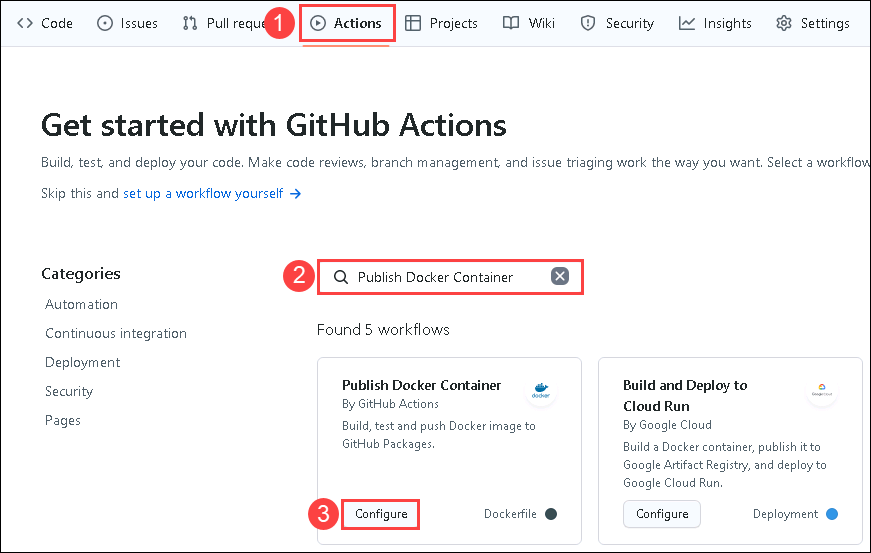 Code Issues Pull reque 1 Actions Projects Wiki Security Insights Settings
Get started with GitHub Actions
Build, test, and deploy your code. Make code reviews, branch management, and issue triaging work the way you want. Select a workflow
Skip this and set up a workflow yourself →
Categories
Automation
Continuous integration
Deployment
Security
Pages
2 Publish Docker Container
Found 5 workflows
Publish Docker Container
By GitHub Actions
Build, test and push Docker image to
GitHub Packages.
docker
3 Configure Dockerfile
Build and Deploy to
Cloud Run
By Google Cloud
Build a Docker container, publish it to
Google Artifact Registry, and deploy to
Google Cloud Run.
Google Cloud
Configure Deployment